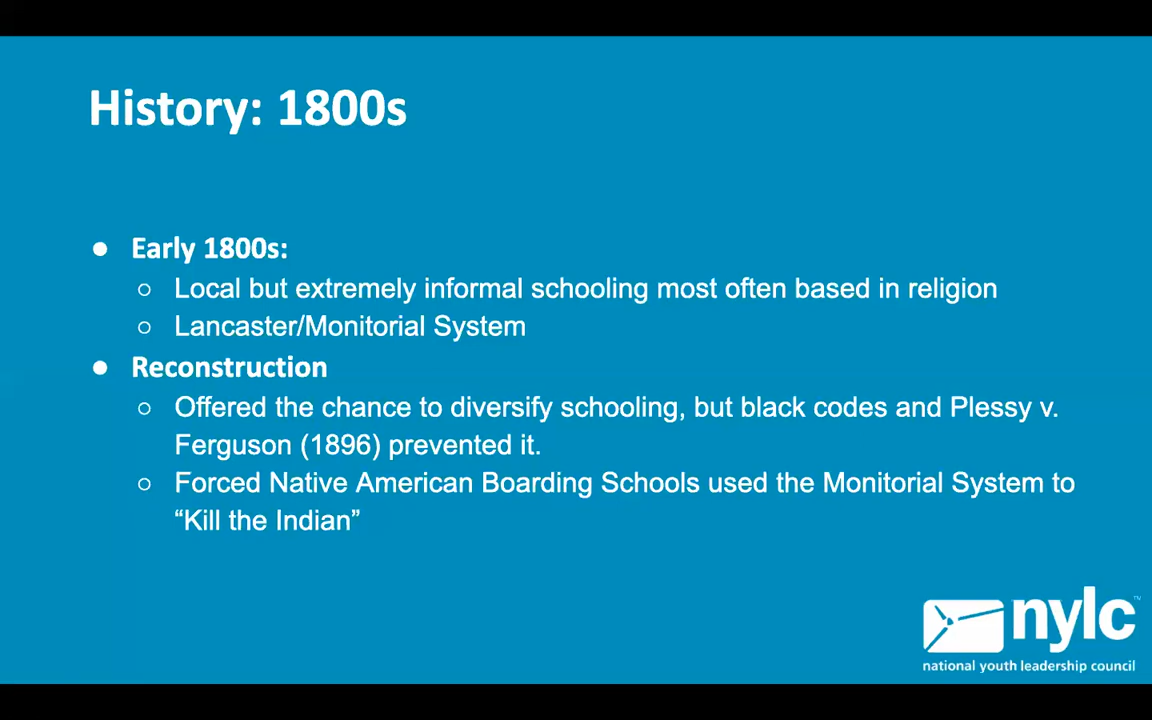 History: 1800s
● Early 1800s:
○ Local but extremely informal schooling most often based in religion
○ Lancaster/Monitorial System
● Reconstruction
○ Offered the chance to diversify schooling, but black codes and Plessy v.
Ferguson (1896) prevented it.
○ Forced Native American Boarding Schools used the Monitorial System to
“Kill the Indian”
nylc™
national youth leadership council